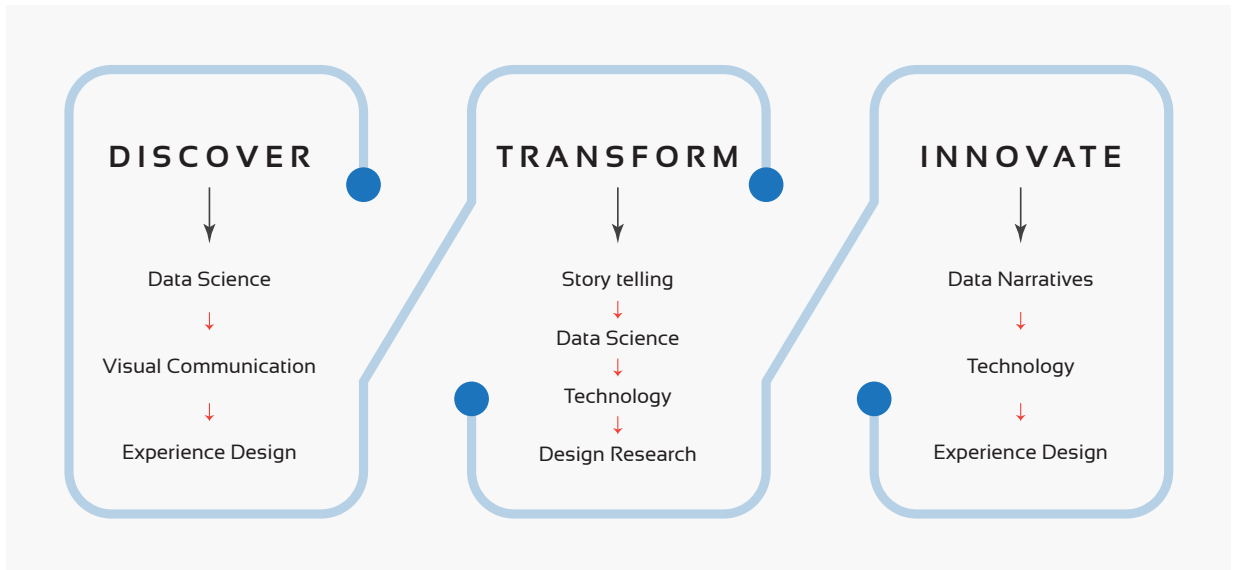 DISCOVER
Data Science
Visual Communication
Experience Design
TRANSFORM
Story telling
Data Science
Technology
Design Research
INNOVATE
Data Narratives
Technology
Experience Design